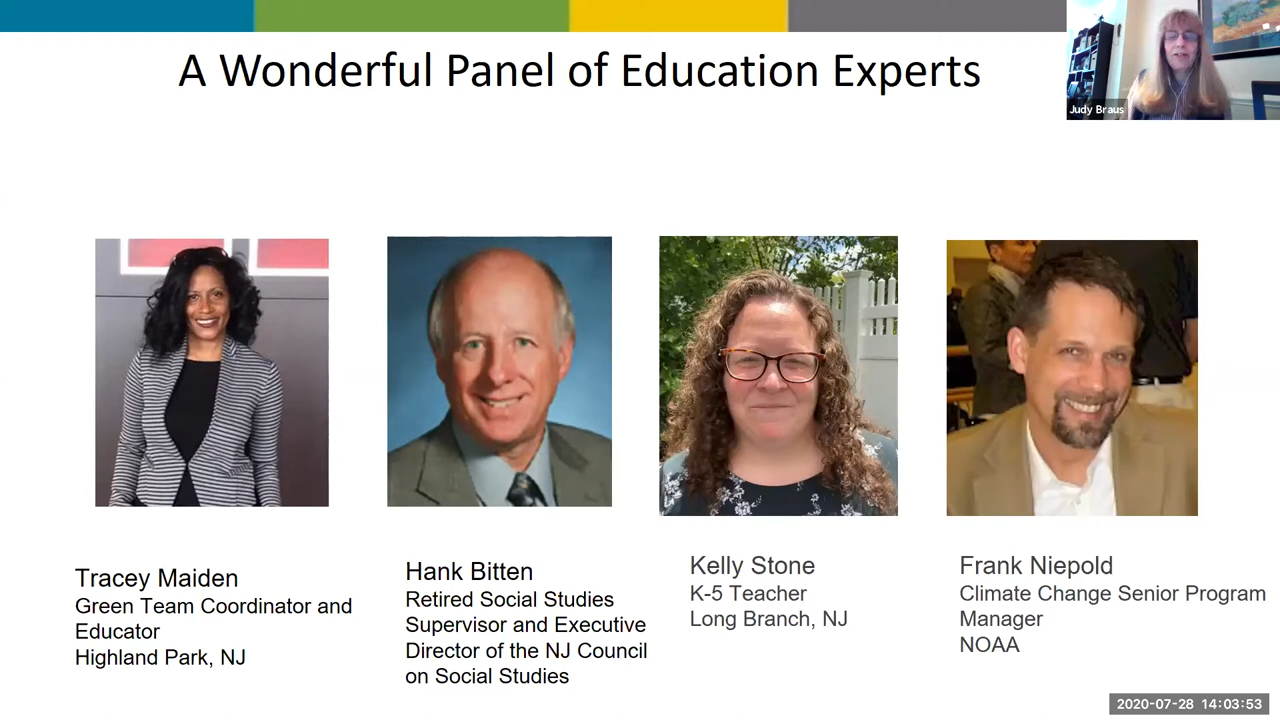 A Wonderful Panel of Education Experts
Judy Braus
Tracey Maiden
Green Team Coordinator and
Educator
Highland Park, NJ
Hank Bitten
Retired Social Studies
Supervisor and Executive
Director of the NJ Council
on Social Studies
Kelly Stone
K-5 Teacher
Long Branch, NJ
Frank Niepold
Climate Change Senior Program
Manager
NOAA
2020-07-28 14:03:53